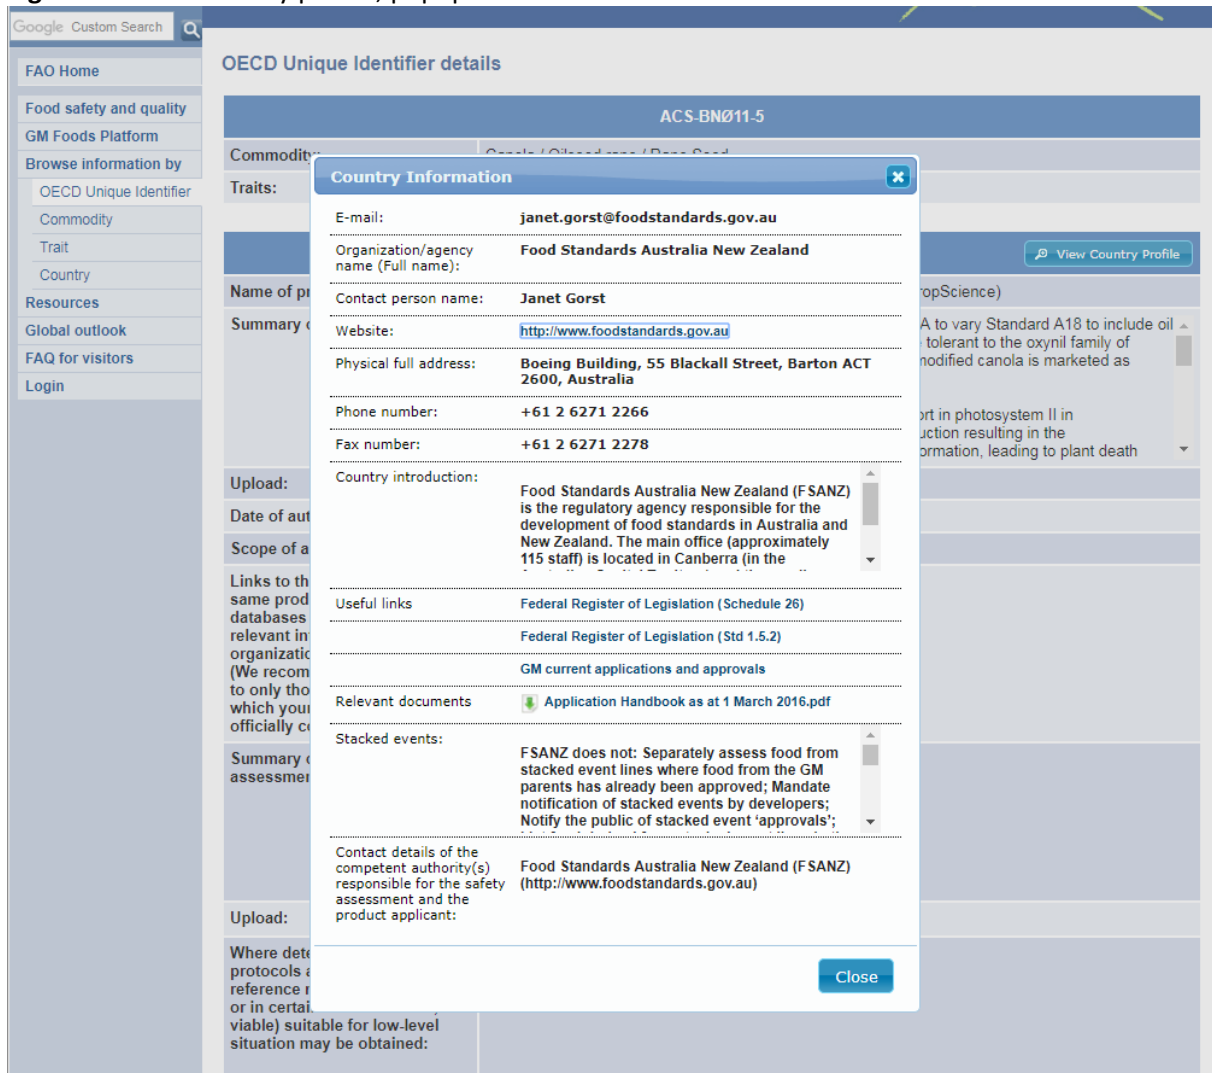 Google Custom Search
FAO Home
Food safety and quality
GM Foods Platform
Browse information by
OECD Unique Identifier
Commodity
Trait
Country
Resources
Global outlook
FAQ for visitors
Login
OECD Unique Identifier details
ACS-BNØ11-5
Commodity:
Canola / Oilseed rape / Rape Seed
Traits:
View Country Profile
Name of pr
ropScience)
Summary
A to vary Standard A18 to include oil
tolerant to the oxynil family of
modified canola is marketed as
ort in photosystem II in
uction resulting in the
ormation, leading to plant death
Upload:
Date of aut
Scope of a
Links to th
same prod
databases
relevant in
organizatio
(We recom
to only tho
which your
officially c
Summary
assessmen
Upload:
Where dete
protocols a
reference r
or in certai
viable) suitable for low-level
situation may be obtained:
Country Information
E-mail:
janet.gorst@foodstandards.gov.au
Organization/agency
name (Full name):
Food Standards Australia New Zealand
Contact person name:
Janet Gorst
Website:
http://www.foodstandards.gov.au
Physical full address:
Boeing Building, 55 Blackall Street, Barton ACT
2600, Australia
Phone number:
+61 2 6271 2266
Fax number:
+61 2 6271 2278
Country introduction:
Food Standards Australia New Zealand (FSANZ)
is the regulatory agency responsible for the
development of food standards in Australia and
New Zealand. The main office (approximately
115 staff) is located in Canberra (in the
Useful links
Federal Register of Legislation (Schedule 26)
Federal Register of Legislation (Std 1.5.2)
GM current applications and approvals
Relevant documents
Application Handbook as at 1 March 2016.pdf
Stacked events:
FSANZ does not: Separately assess food from
stacked event lines where food from the GM
parents has already been approved; Mandate
notification of stacked events by developers;
Notify the public of stacked event ‘approvals’;
Contact details of the
competent authority(s)
responsible for the safety
assessment and the
product applicant:
Food Standards Australia New Zealand (FSANZ)
(http://www.foodstandards.gov.au)
Close